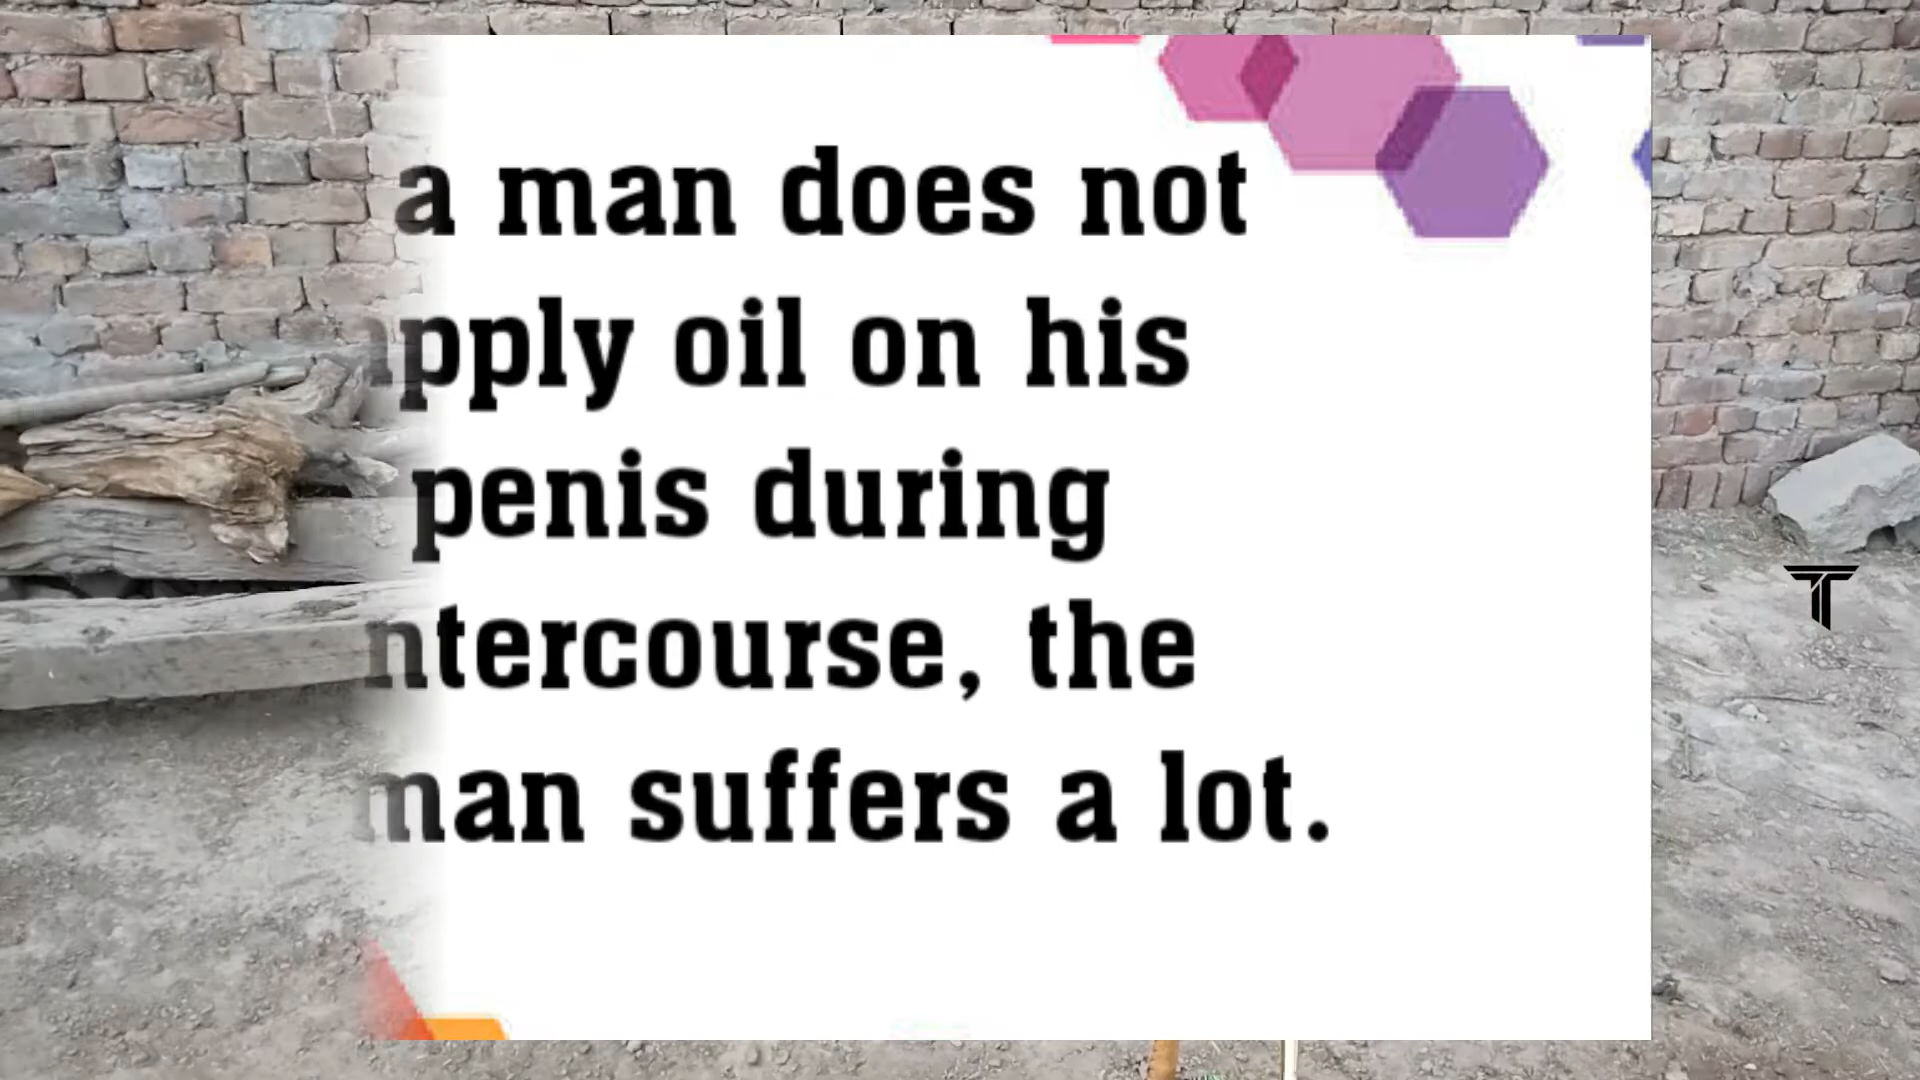 a man does not
pply oil on his
penis during
ntercourse, the
man suffers a lot.